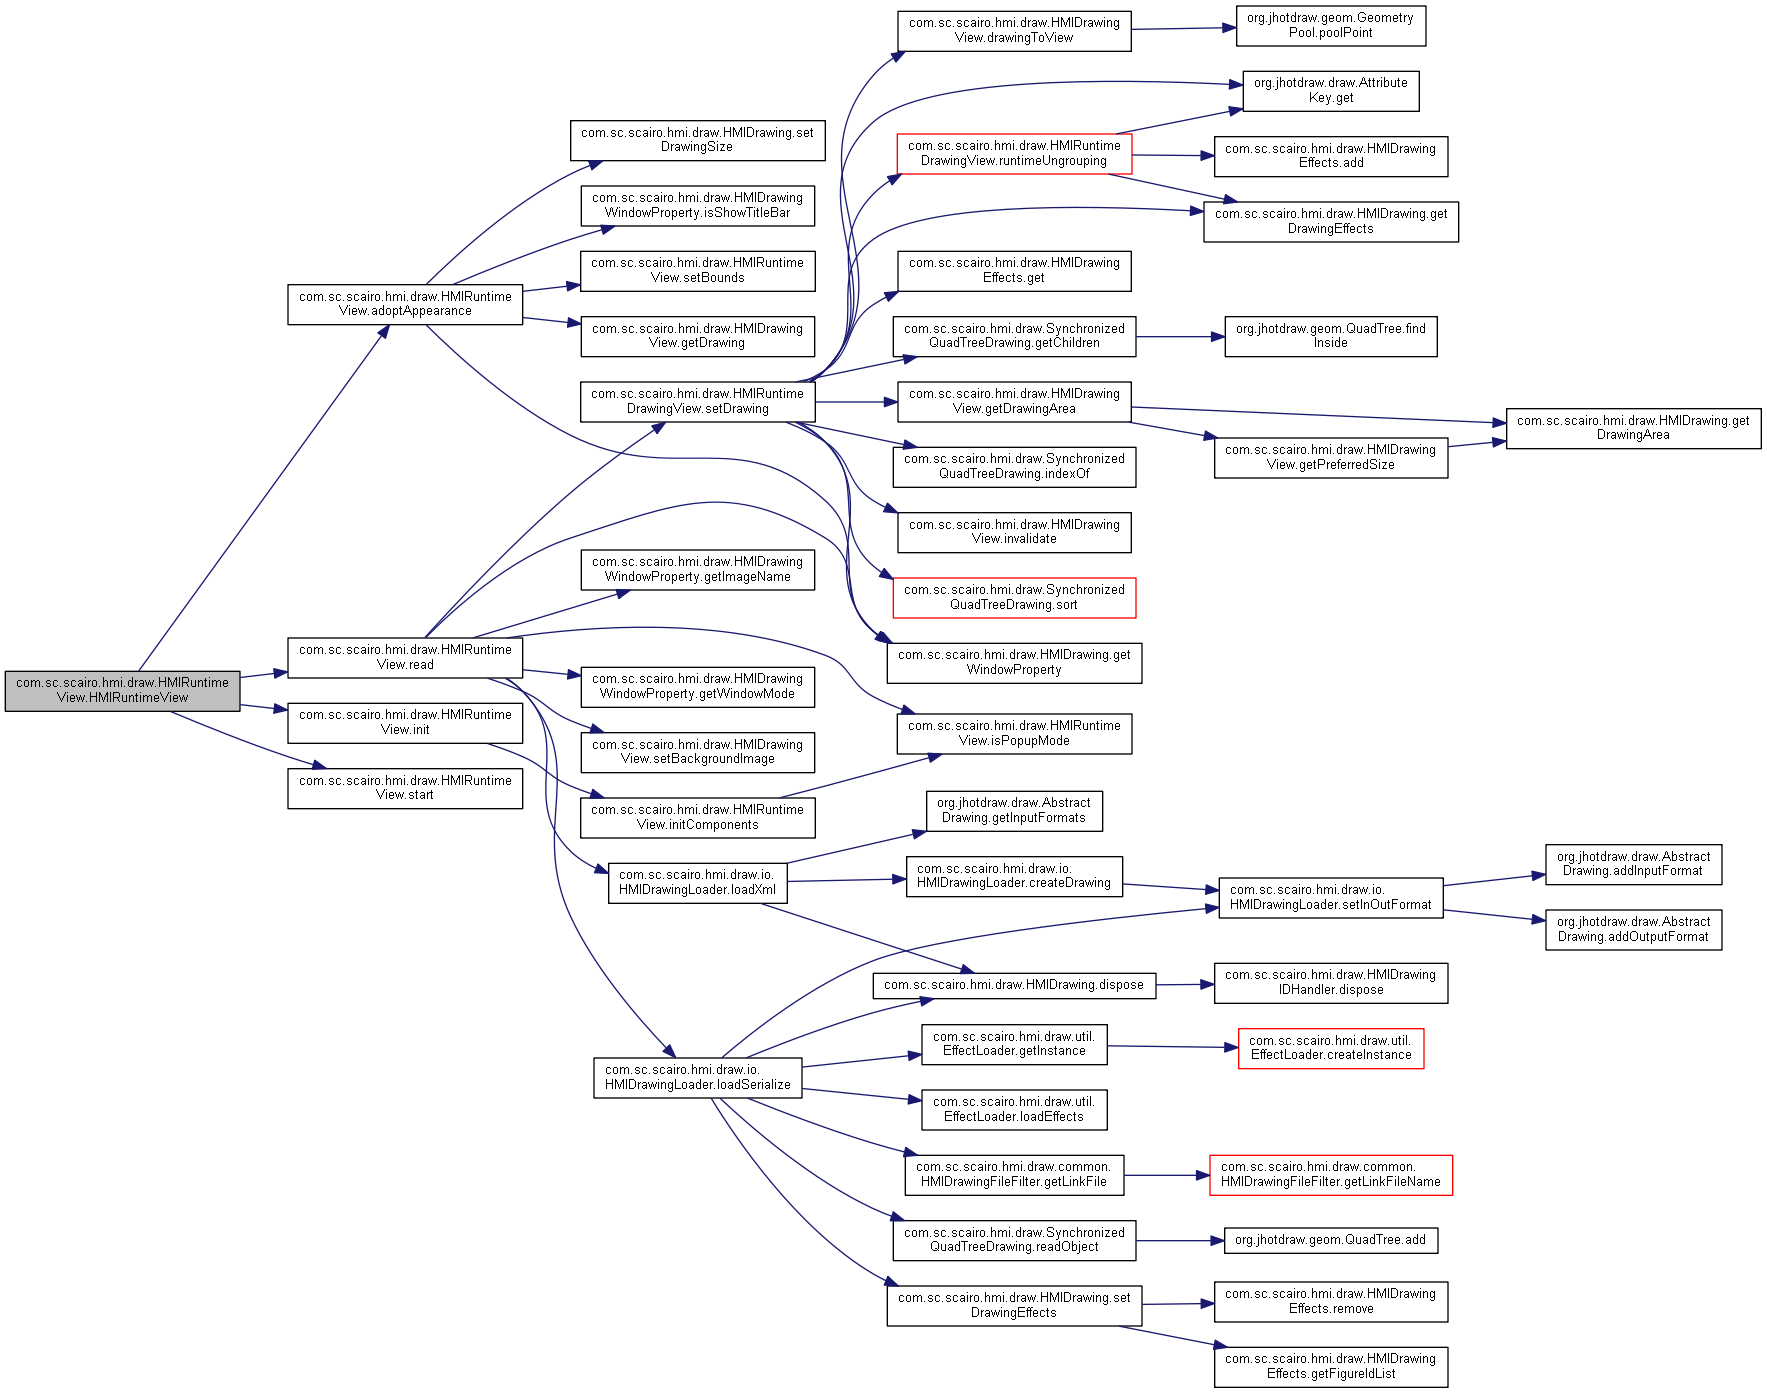 com.sc.scairo.hmi.draw.HMIRuntime
View.HMIRuntimeView
com.sc.scairo.hmi.draw.HMIRuntime
View.adoptAppearance
com.sc.scairo.hmi.draw.HMIRuntime
View.read
com.sc.scairo.hmi.draw.HMIRuntime
View.init
com.sc.scairo.hmi.draw.HMIRuntime
View.start
com.sc.scairo.hmi.draw.HMIDrawing.set
DrawingSize
com.sc.scairo.hmi.draw.HMIDrawing
WindowProperty.isShowTitleBar
com.sc.scairo.hmi.draw.HMIRuntime
View.setBounds
com.sc.scairo.hmi.draw.HMIDrawing
View.getDrawing
com.sc.scairo.hmi.draw.HMIRuntime
DrawingView.setDrawing
com.sc.scairo.hmi.draw.HMIDrawing
WindowProperty.getImageName
com.sc.scairo.hmi.draw.HMIDrawing
WindowProperty.getWindowMode
com.sc.scairo.hmi.draw.HMIDrawing
View.setBackgroundImage
com.sc.scairo.hmi.draw.HMIRuntime
View.initComponents
com.sc.scairo.hmi.draw.io.
HMIDrawingLoader.loadXml
com.sc.scairo.hmi.draw.io.
HMIDrawingLoader.loadSerialize
com.sc.scairo.hmi.draw.HMIDrawing
View.drawingToView
com.sc.scairo.hmi.draw.HMIRuntime
DrawingView.runtimeUngrouping
com.sc.scairo.hmi.draw.HMIDrawing
Effects.get
com.sc.scairo.hmi.draw.Synchronized
QuadTreeDrawing.getChildren
com.sc.scairo.hmi.draw.HMIDrawing
View.getDrawingArea
com.sc.scairo.hmi.draw.Synchronized
QuadTreeDrawing.indexOf
com.sc.scairo.hmi.draw.HMIDrawing
View.invalidate
com.sc.scairo.hmi.draw.Synchronized
QuadTreeDrawing.sort
com.sc.scairo.hmi.draw.HMIDrawing.get
WindowProperty
com.sc.scairo.hmi.draw.HMIRuntime
View.isPopupMode
org.jhotdraw.draw.Abstract
Drawing.getInputFormats
com.sc.scairo.hmi.draw.io.
HMIDrawingLoader.createDrawing
com.sc.scairo.hmi.draw.HMIDrawing.dispose
com.sc.scairo.hmi.draw.util.
EffectLoader.getInstance
com.sc.scairo.hmi.draw.util.
EffectLoader.loadEffects
com.sc.scairo.hmi.draw.common.
HMIDrawingFileFilter.getLinkFile
com.sc.scairo.hmi.draw.Synchronized
QuadTreeDrawing.readObject
com.sc.scairo.hmi.draw.HMIDrawing.set
DrawingEffects
org.jhotdraw.geom.Geometry
Pool.poolPoint
org.jhotdraw.draw.Attribute
Key.get
com.sc.scairo.hmi.draw.HMIDrawing
Effects.add
com.sc.scairo.hmi.draw.HMIDrawing.get
DrawingEffects
org.jhotdraw.geom.QuadTree.find
Inside
com.sc.scairo.hmi.draw.HMIDrawing
View.getPreferredSize
com.sc.scairo.hmi.draw.io.
HMIDrawingLoader.setInOutFormat
com.sc.scairo.hmi.draw.HMIDrawing
IDHandler.dispose
com.sc.scairo.hmi.draw.util.
EffectLoader.createInstance
com.sc.scairo.hmi.draw.common.
HMIDrawingFileFilter.getLinkFileName
org.jhotdraw.geom.QuadTree.add
com.sc.scairo.hmi.draw.HMIDrawing
Effects.remove
com.sc.scairo.hmi.draw.HMIDrawing
Effects.getFigureIdList
com.sc.scairo.hmi.draw.HMIDrawing.get
DrawingArea
org.jhotdraw.draw.Abstract
Drawing.addInputFormat
org.jhotdraw.draw.Abstract
Drawing.addOutputFormat